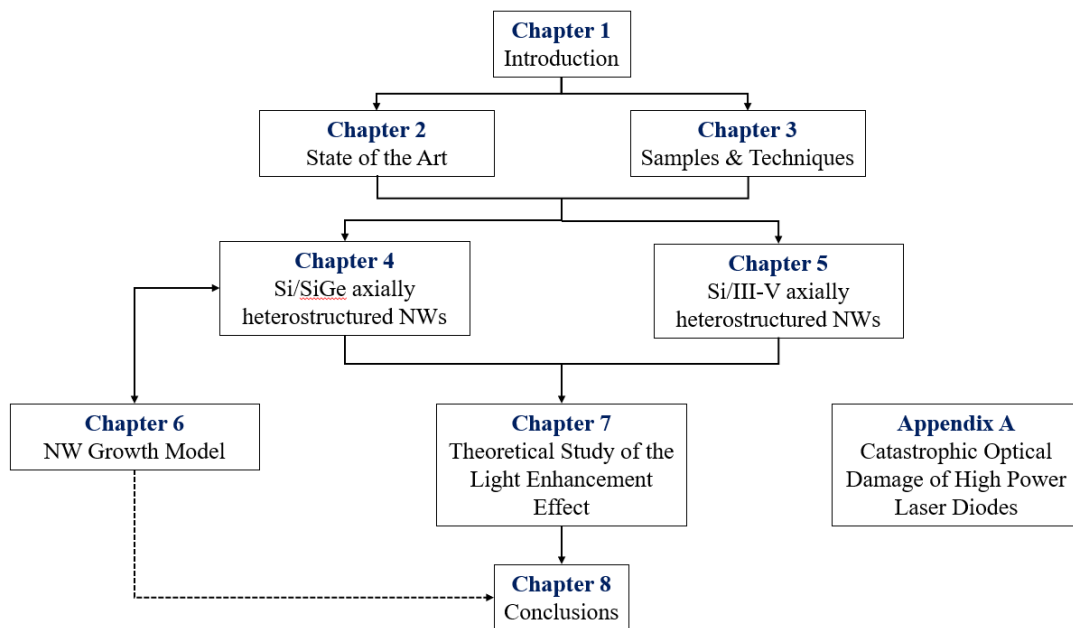 Chapter 1
Introduction
Chapter 2
State of the Art
Chapter 3
Samples & Techniques
Chapter 4
Si/SiGe axially
heterostructured NWs
Chapter 5
Si/III-V axially
heterostructured NWs
Chapter 6
NW Growth Model
Chapter 7
Theoretical Study of the
Light Enhancement
Effect
Appendix A
Catastrophic Optical
Damage of High Power
Laser Diodes
Chapter 8
Conclusions